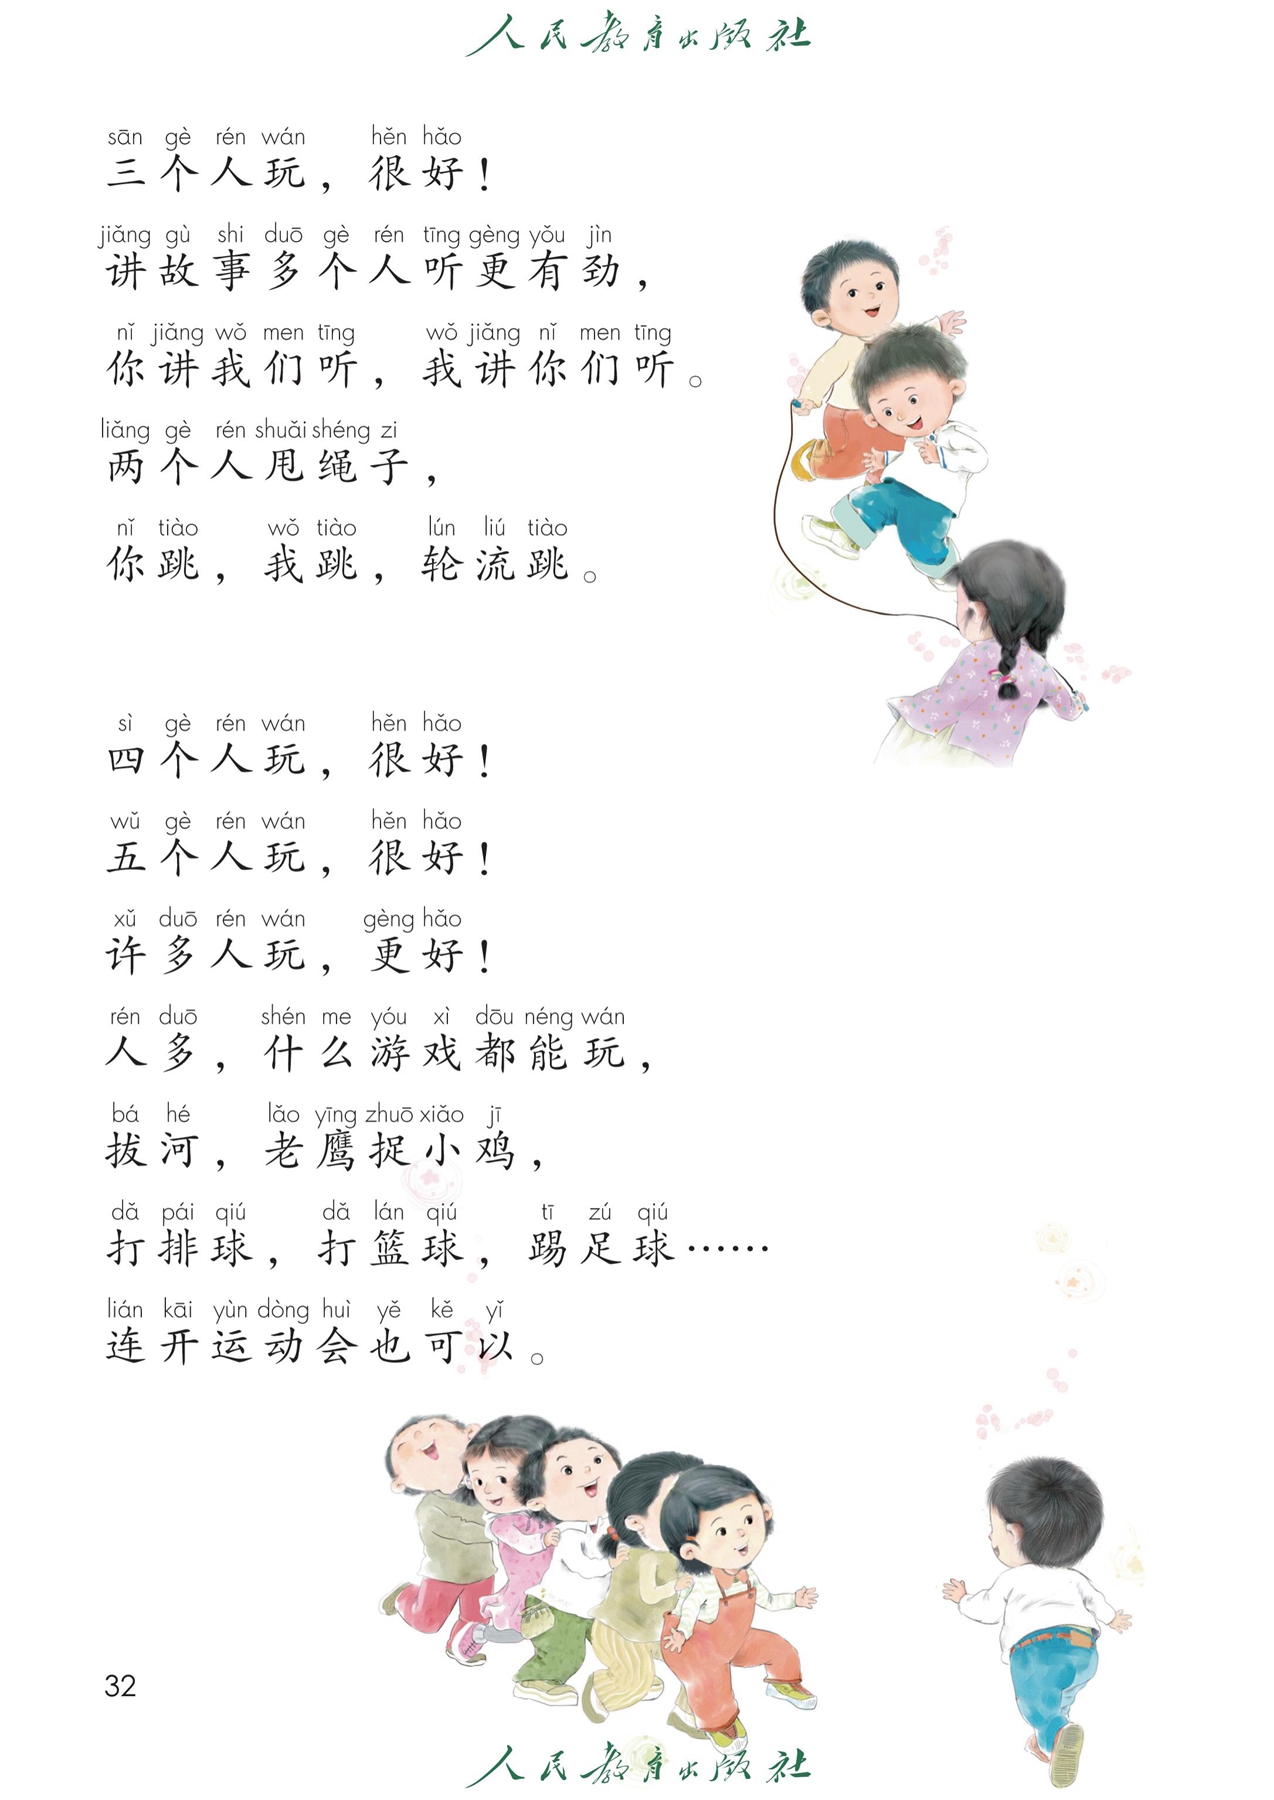 人民教育出版社
sān gè rén wán hěn hǎo
三个人玩，很好！
jiǎng gù shi duō gè rén tīng gèng yǒu jìn
讲故事多个人听更有劲，
nǐ jiǎng wǒ men tīng wǒ jiǎng nǐ men tīng
你讲我们听，我讲你们听。
liǎng gè rén shuǎi shéng zi
两个人甩绳子，
nǐ tiào wǒ tiào lún liú tiào
你跳，我跳，轮流跳。
sì gè rén wán hěn hǎo
四个人玩，很好！
wǔ gè rén wán hěn hǎo
五个人玩，很好！
xǔ duō rén wán gèng hǎo
许多人玩，更好！
rén duō shén me yóu xì dōu néng wán
人多，什么游戏都能玩，
bá hé lǎo yīng zhuō xiǎo jī
拔河，老鹰捉小鸡，
dǎ pái qiú dǎ lán qiú tī zú qiú
打排球，打篮球，踢足球……
lián kāi yùn dòng huì yě kě yǐ
连开运动会也可以。
32
人民教育出版社